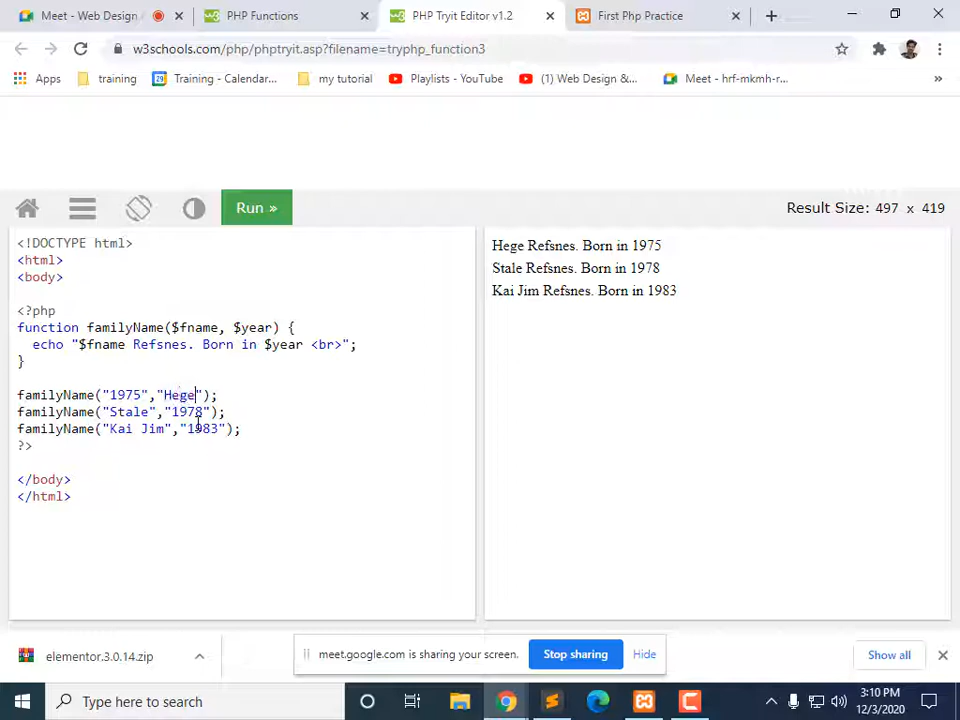 Meet - Web Design
PHP Functions
PHP Tryit Editor v1.2
First Php Practice
w3schools.com/php/phptryit.asp?filename=tryphp_function3
Apps
training
Training - Calendar...
my tutorial
Playlists - YouTube
(1) Web Design &...
Meet - hrf-mkmh-r...
»
Run »
Result Size: 497 x 419
<!DOCTYPE html>
<html>
<body>
<?php
function familyName($fname, $year) {
echo "$fname Refsnes. Born in $year <br>";
}
familyName("1975","Hege");
familyName("Stale","1978");
familyName("Kai Jim","1983");
?>
</body>
</html>
Hege Refsnes. Born in 1975
Stale Refsnes. Born in 1978
Kai Jim Refsnes. Born in 1983
elementor.3.0.14.zip
meet.google.com is sharing your screen.
Stop sharing
Hide
Show all
Type here to search
3:10 PM
12/3/2020